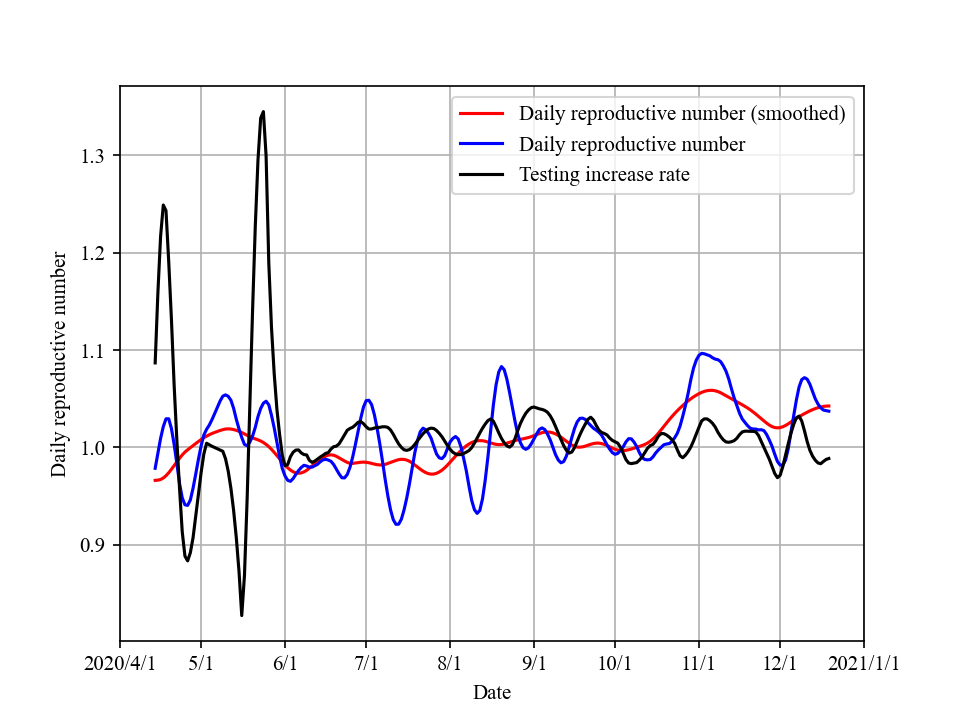 Daily reproductive number (smoothed)
Daily reproductive number
Testing increase rate
Daily reproductive number
1.3
1.2
1.1
1.0
0.9
2020/4/1 5/1 6/1 7/1 8/1 9/1 10/1 11/1 12/1 2021/1/1
Date